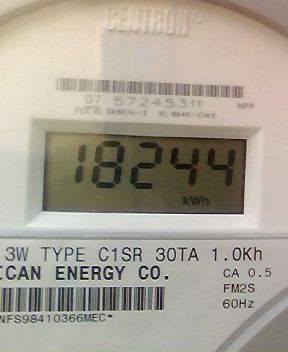 CENTRON®
07 57245311 HPP
18244
kWh
3W TYPE C1SR 30TA 1.0Kh
ICAN ENERGY CO. CA 0.5
FM2S
60Hz
NFS98410366MEC*